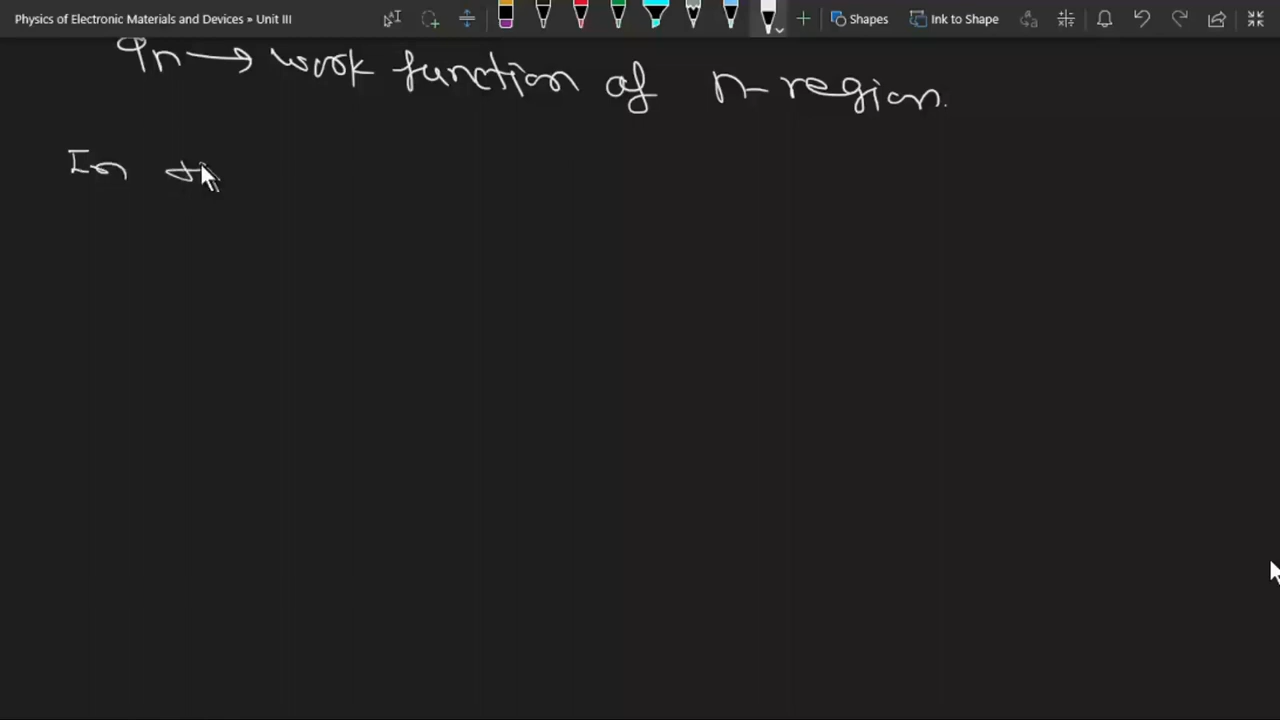 Physics of Electronic Materials and Devices » Unit III
Shapes
Ink to Shape
φn → work function of n-region.
In